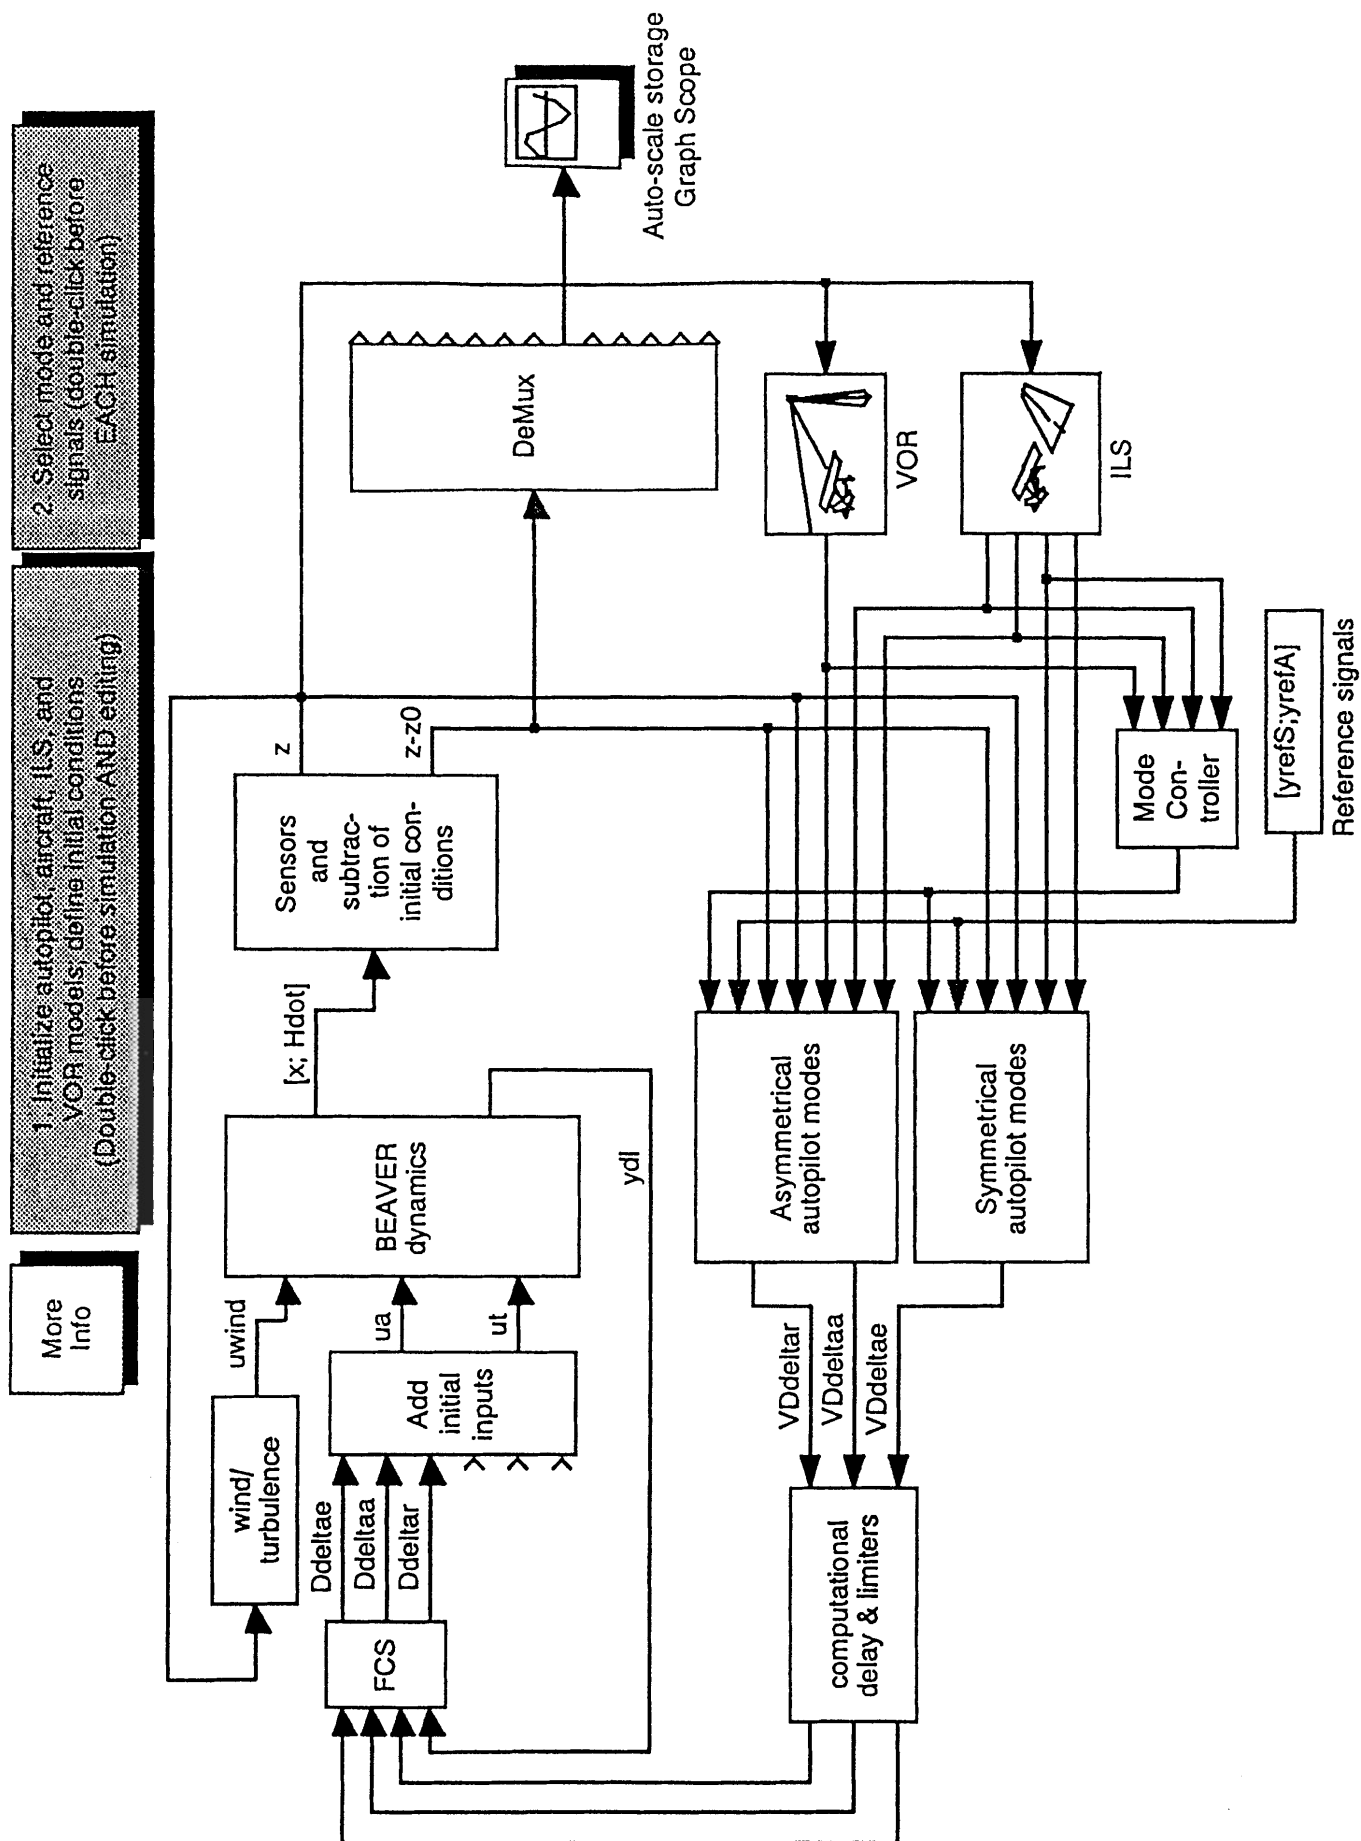 More
Info
1. Initialize autopilot, aircraft, ILS, and
VOR models; define initial conditions
(Double-click before simulation AND editing)
2. Select mode and reference
signals (double-click before
EACH simulation)
wind/
turbulence
uwind
FCS
Ddeltae
Ddeltaa
Ddeltar
Add
initial
inputs
ua
ut
BEAVER
dynamics
[x; Hdot]
ydl
Sensors
and
subtrac-
tion of
initial con-
ditions
z
z-z0
DeMux
Auto-scale storage
Graph Scope
computational
delay & limiters
VDdeltar
VDdeltaa
VDdeltae
Asymmetrical
autopilot modes
Symmetrical
autopilot modes
VOR
ILS
Mode
Con-
troller
[yrefS;yrefA]
Reference signals